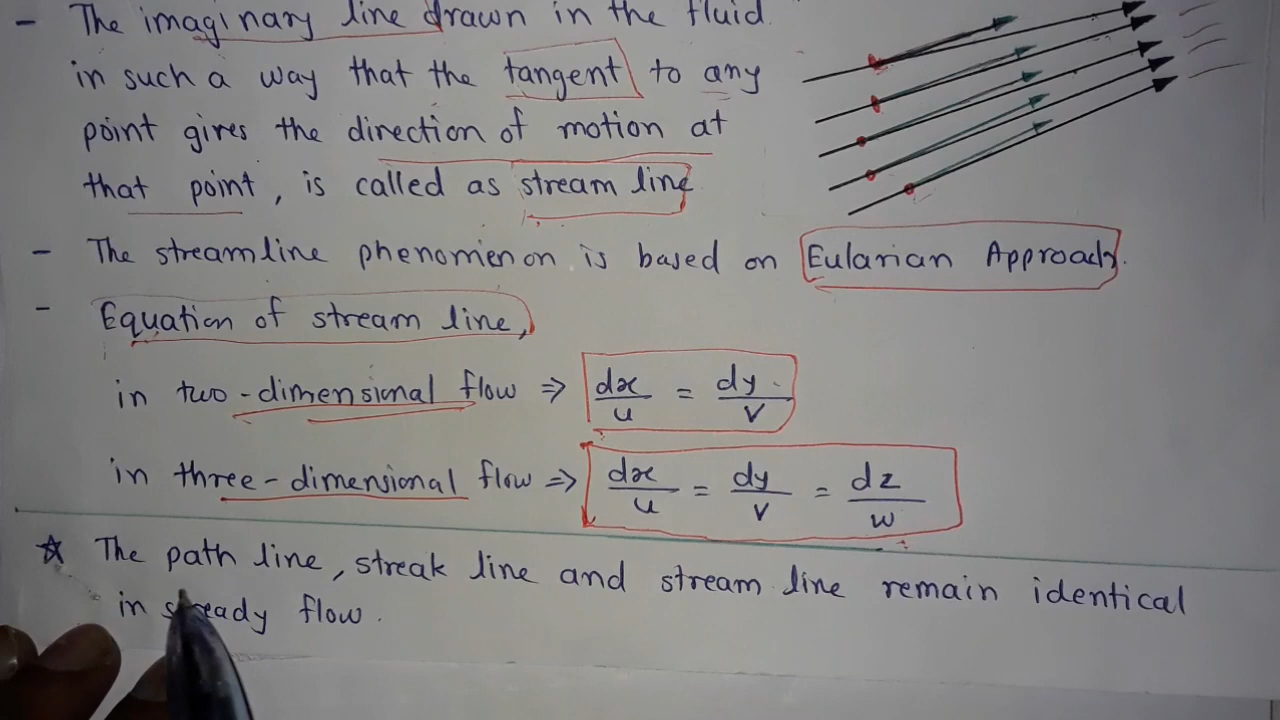 - The imaginary line drawn in the fluid
in such a way that the tangent to any
point gives the direction of motion at
that point, is called as stream line
- The streamline phenomenon is based on Eularian Approach.
- Equation of stream line,
in two-dimensional flow ⇒ dx/u = dy/v
in three-dimensional flow ⇒ dx/u = dy/v = dz/w
☆ The path line, streak line and stream line remain identical
in steady flow.